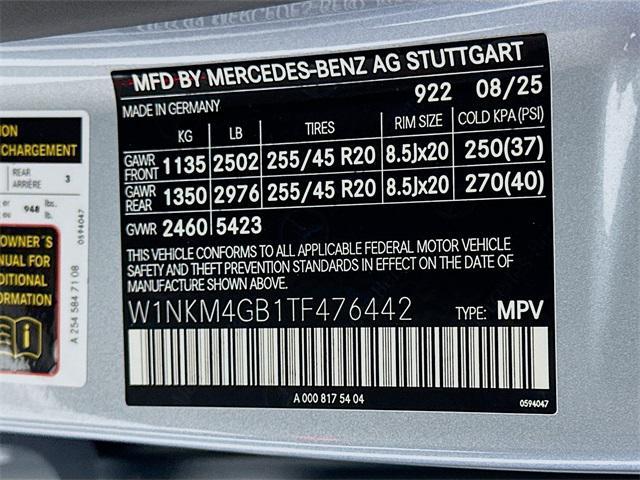 MFD BY MERCEDES-BENZ AG STUTTGART
MADE IN GERMANY 922 08/25
KG LB TIRES RIM SIZE COLD KPA(PSI)
GAWR FRONT 1135 2502 255/45 R20 8.5Jx20 250(37)
GAWR REAR 1350 2976 255/45 R20 8.5Jx20 270(40)
GVWR 2460 5423
THIS VEHICLE CONFORMS TO ALL APPLICABLE FEDERAL MOTOR VEHICLE
SAFETY AND THEFT PREVENTION STANDARDS IN EFFECT ON THE DATE OF
MANUFACTURE SHOWN ABOVE.
W1NKM4GB1TF476442 TYPE: MPV
A 000 817 54 04
0594047
CHARGEMENT
REAR
ARRIÈRE 3
948 lbs.
lb.
0594047
OWNER´S
MANUAL FOR
ADDITIONAL
A 254 584 71 08